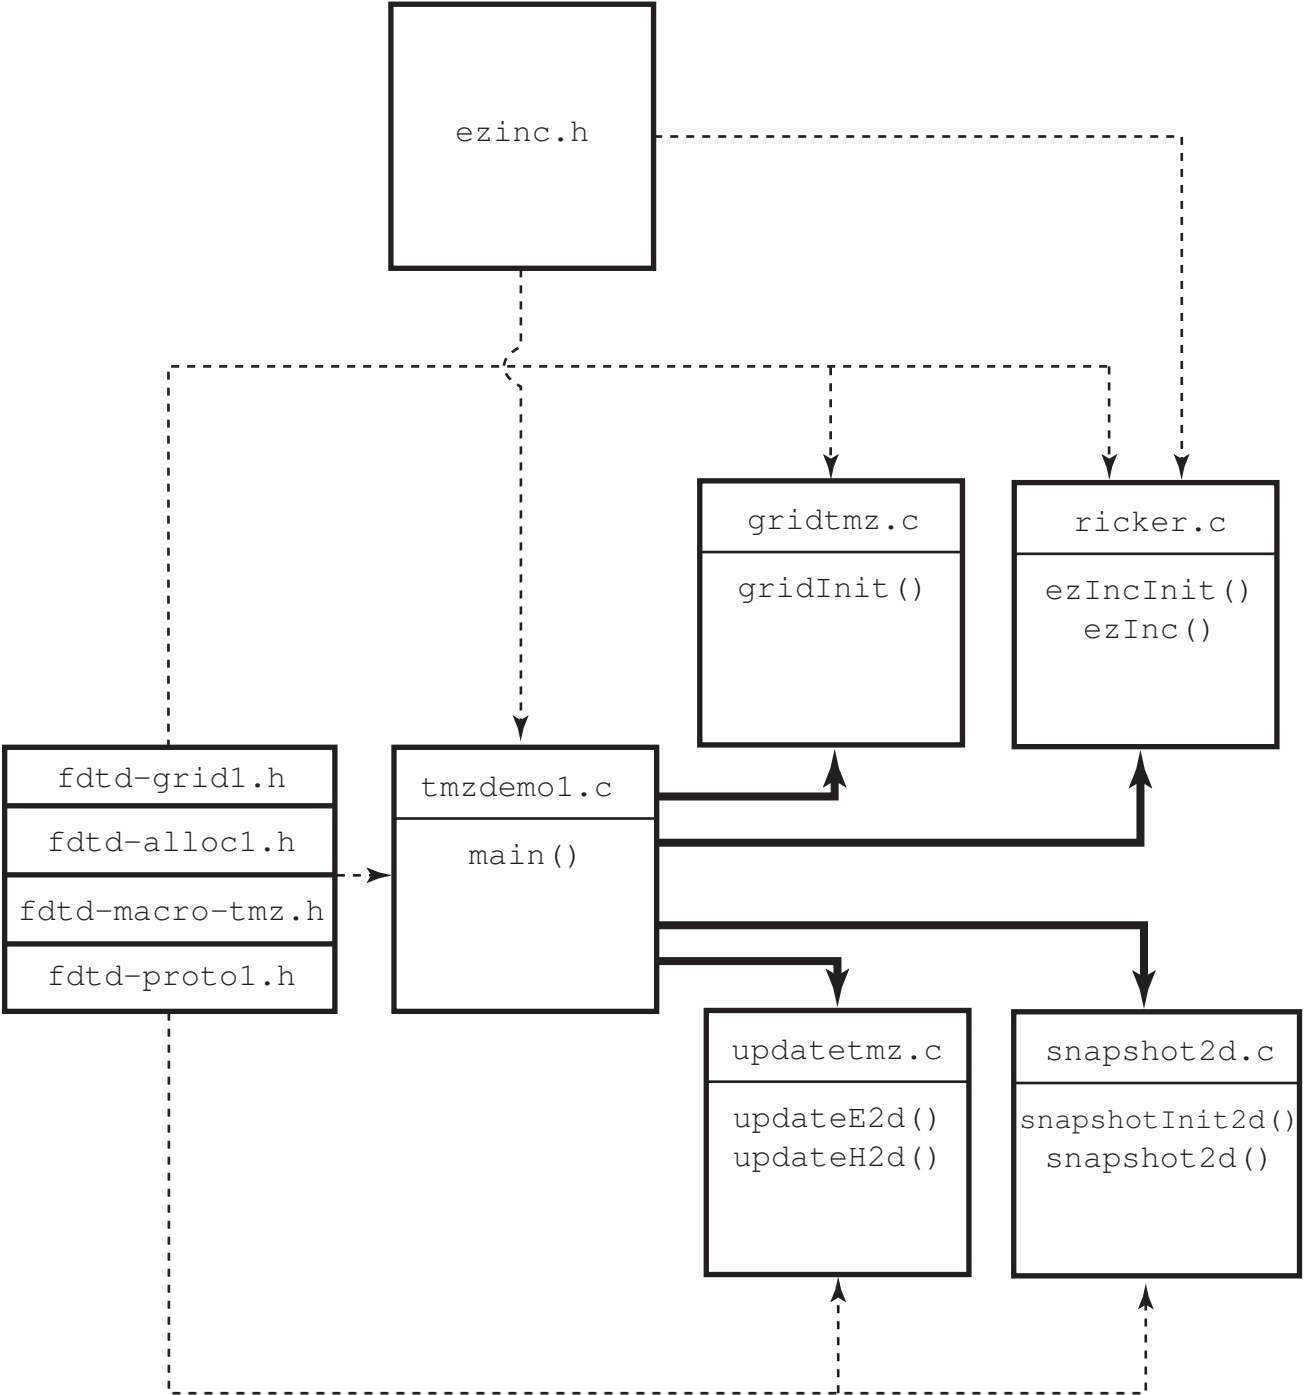 ezinc.h
gridtmz.c
gridInit()
ricker.c
ezIncInit()
ezInc()
fdtd-grid1.h
fdtd-alloc1.h
fdtd-macro-tmz.h
fdtd-proto1.h
tmzdemo1.c
main()
updatetmz.c
updateE2d()
updateH2d()
snapshot2d.c
snapshotInit2d()
snapshot2d()